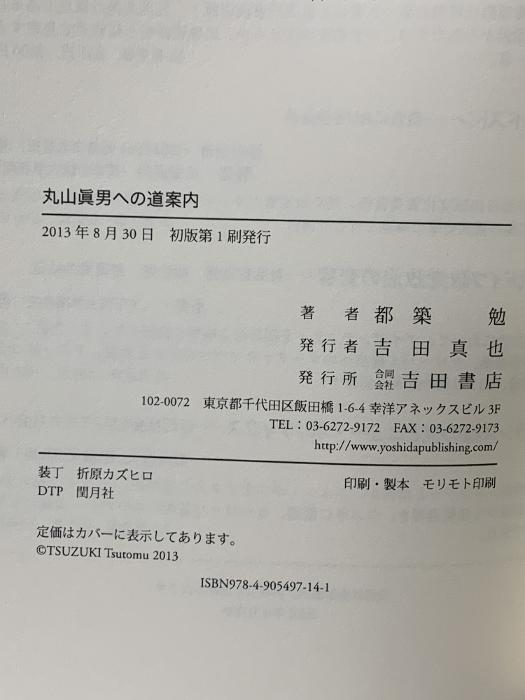 丸山眞男への道案内
2013年8月30日 初版第1刷発行
著者 都築 勉
発行者 吉田真也
発行所 合同会社 吉田書店
102-0072 東京都千代田区飯田橋1-6-4 幸洋アネックスビル3F
TEL:03-6272-9172 FAX:03-6272-9173
http://www.yoshidapublishing.com/
装丁 折原カズヒロ
DTP 閏月社
印刷・製本 モリモト印刷
定価はカバーに表示してあります。
©TSUZUKI Tsutomu 2013
ISBN978-4-905497-14-1